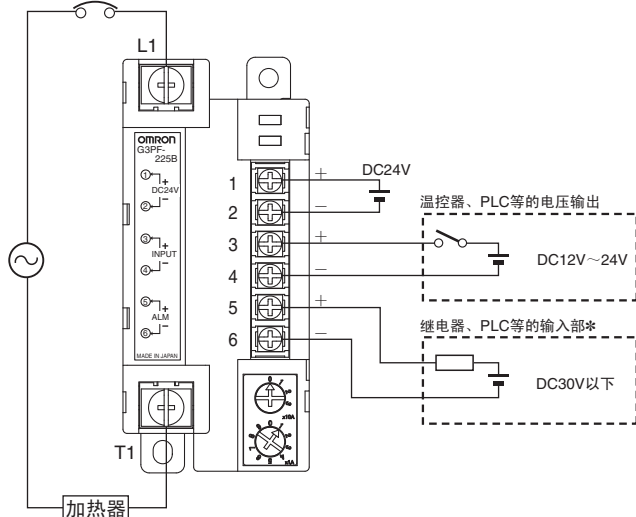 L1
OMRON
G3PF-
225B
① +
DC24V
② −
③ +
INPUT
④ −
⑤ +
ALM
⑥ −
MADE IN JAPAN
1
2
3
4
5
6
+
DC24V
−
+
−
+
−
温控器、PLC等的电压输出
DC12V～24V
继电器、PLC等的输入部*
DC30V以下
x10A
x1A
T1
加热器